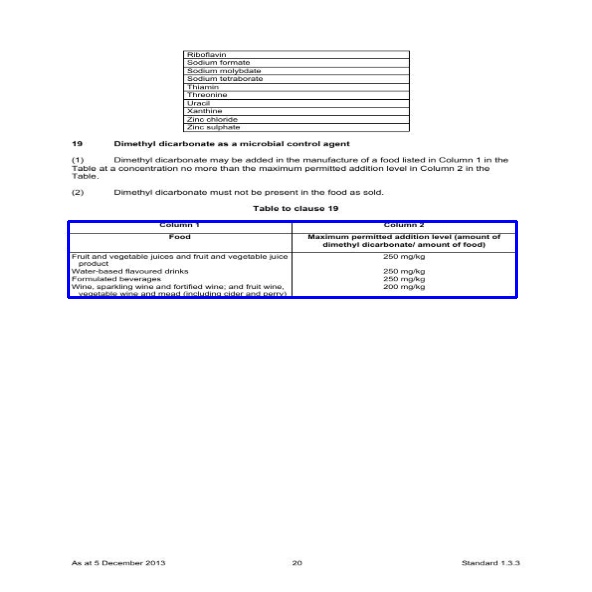 Riboflavin
Sodium formate
Sodium molybdate
Sodium tetraborate
Thiamin
Threonine
Uracil
Xanthine
Zinc chloride
Zinc sulphate
19 Dimethyl dicarbonate as a microbial control agent
(1) Dimethyl dicarbonate may be added in the manufacture of a food listed in Column 1 in the
Table at a concentration no more than the maximum permitted addition level in Column 2 in the
Table.
(2) Dimethyl dicarbonate must not be present in the food as sold.
Table to clause 19
Column 1 Column 2
Food Maximum permitted addition level (amount of
dimethyl dicarbonate/ amount of food)
Fruit and vegetable juices and fruit and vegetable juice 250 mg/kg
product
Water-based flavoured drinks 250 mg/kg
Formulated beverages 250 mg/kg
Wine, sparkling wine and fortified wine; and fruit wine, 200 mg/kg
vegetable wine and mead (including cider and perry)
As at 5 December 2013 20 Standard 1.3.3